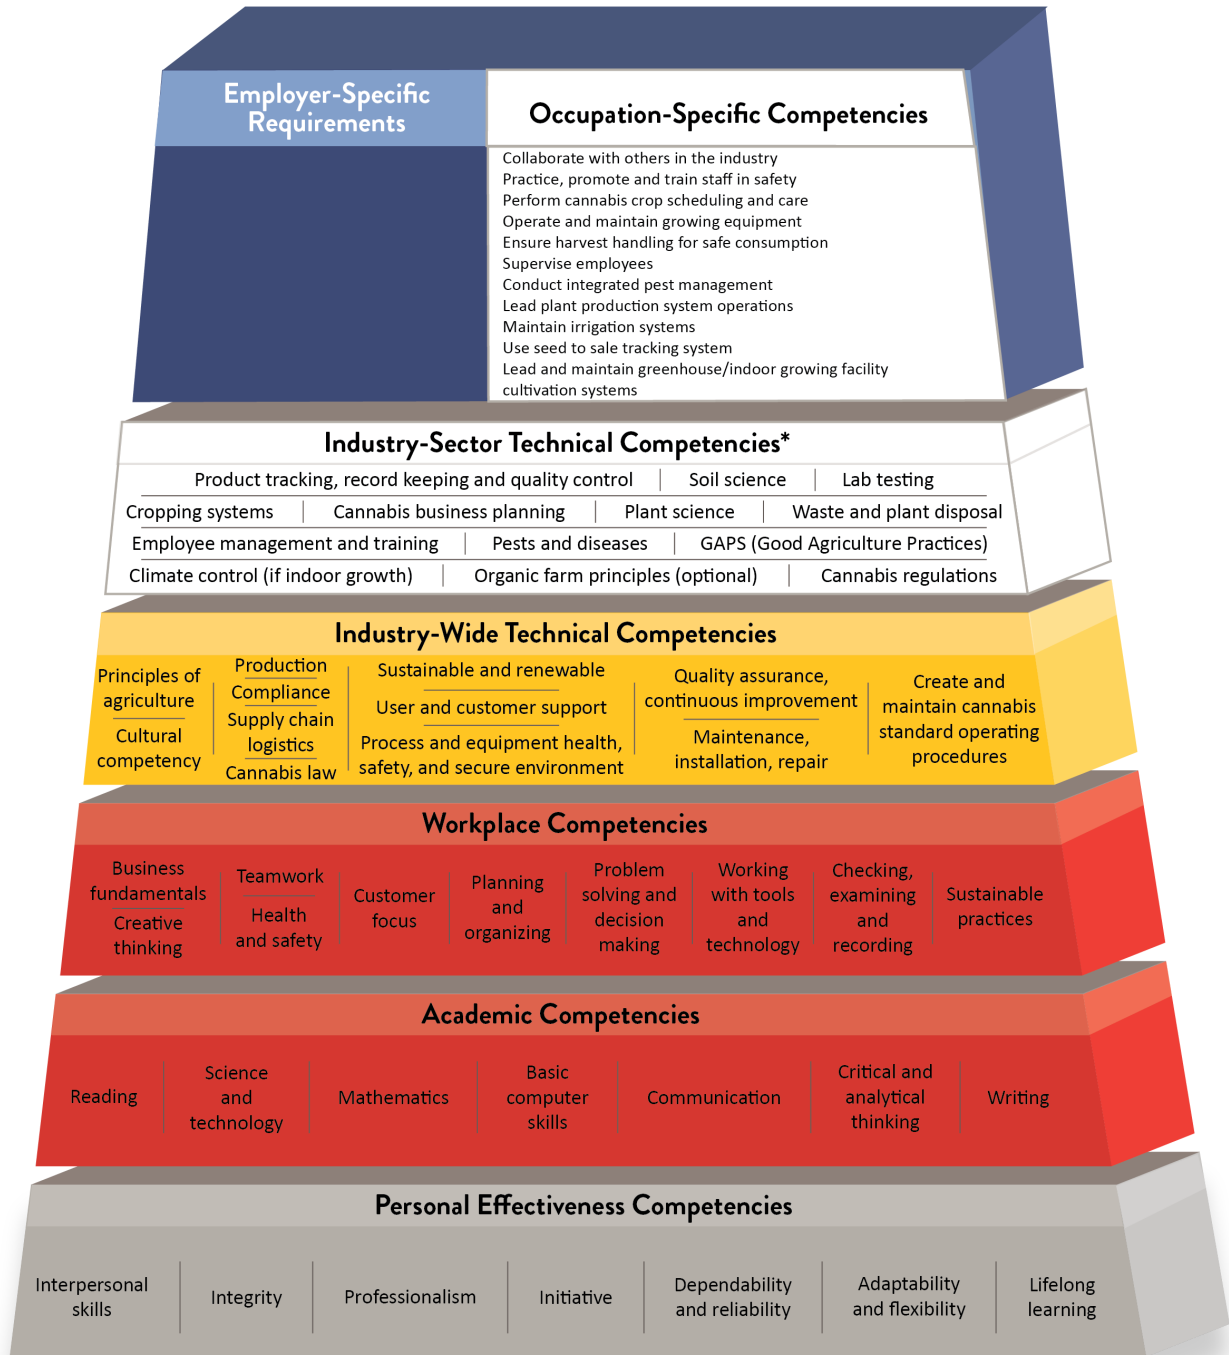 Employer-Specific
Requirements
Occupation-Specific Competencies
Collaborate with others in the industry
Practice, promote and train staff in safety
Perform cannabis crop scheduling and care
Operate and maintain growing equipment
Ensure harvest handling for safe consumption
Supervise employees
Conduct integrated pest management
Lead plant production system operations
Maintain irrigation systems
Use seed to sale tracking system
Lead and maintain greenhouse/indoor growing facility
cultivation systems
Industry-Sector Technical Competencies*
Product tracking, record keeping and quality control
Soil science
Lab testing
Cropping systems
Cannabis business planning
Plant science
Waste and plant disposal
Employee management and training
Pests and diseases
GAPS (Good Agriculture Practices)
Climate control (if indoor growth)
Organic farm principles (optional)
Cannabis regulations
Industry-Wide Technical Competencies
Principles of
agriculture
Cultural
competency
Production
Compliance
Supply chain
logistics
Cannabis law
Sustainable and renewable
User and customer support
Process and equipment health,
safety, and secure environment
Quality assurance,
continuous improvement
Maintenance,
installation, repair
Create and
maintain cannabis
standard operating
procedures
Workplace Competencies
Business
fundamentals
Creative
thinking
Teamwork
Health
and safety
Customer
focus
Planning
and
organizing
Problem
solving and
decision
making
Working
with tools
and
technology
Checking,
examining
and
recording
Sustainable
practices
Academic Competencies
Reading
Science
and
technology
Mathematics
Basic
computer
skills
Communication
Critical and
analytical
thinking
Writing
Personal Effectiveness Competencies
Interpersonal
skills
Integrity
Professionalism
Initiative
Dependability
and reliability
Adaptability
and flexibility
Lifelong
learning